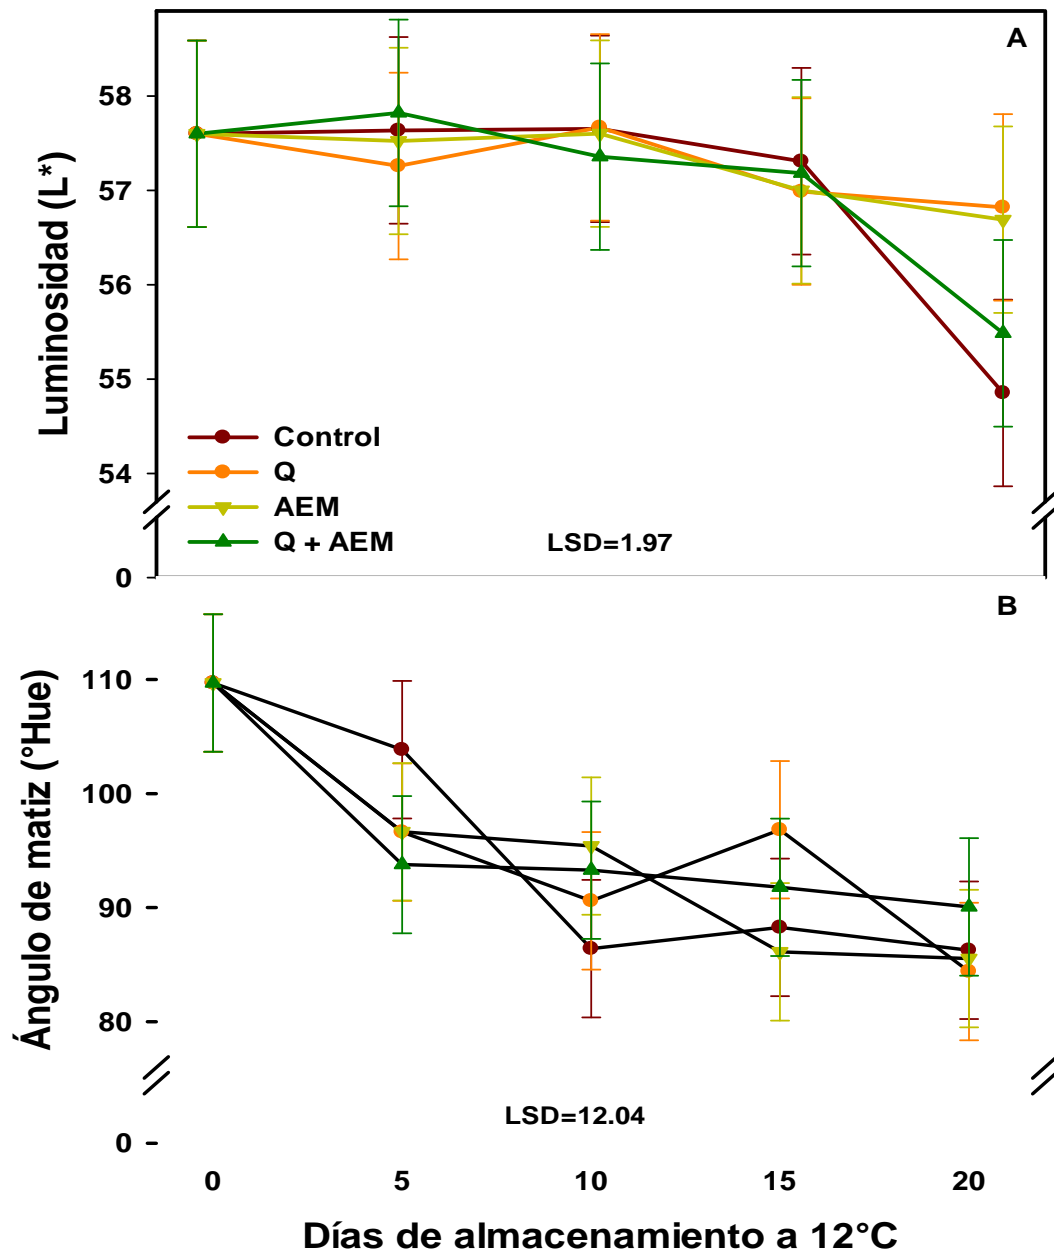 A
58
57
56
55
54
0
Luminosidad (L*)
Control
Q
AEM
Q + AEM
LSD=1.97
B
110
100
90
80
0
Ángulo de matiz (°Hue)
LSD=12.04
0 5 10 15 20
Días de almacenamiento a 12°C